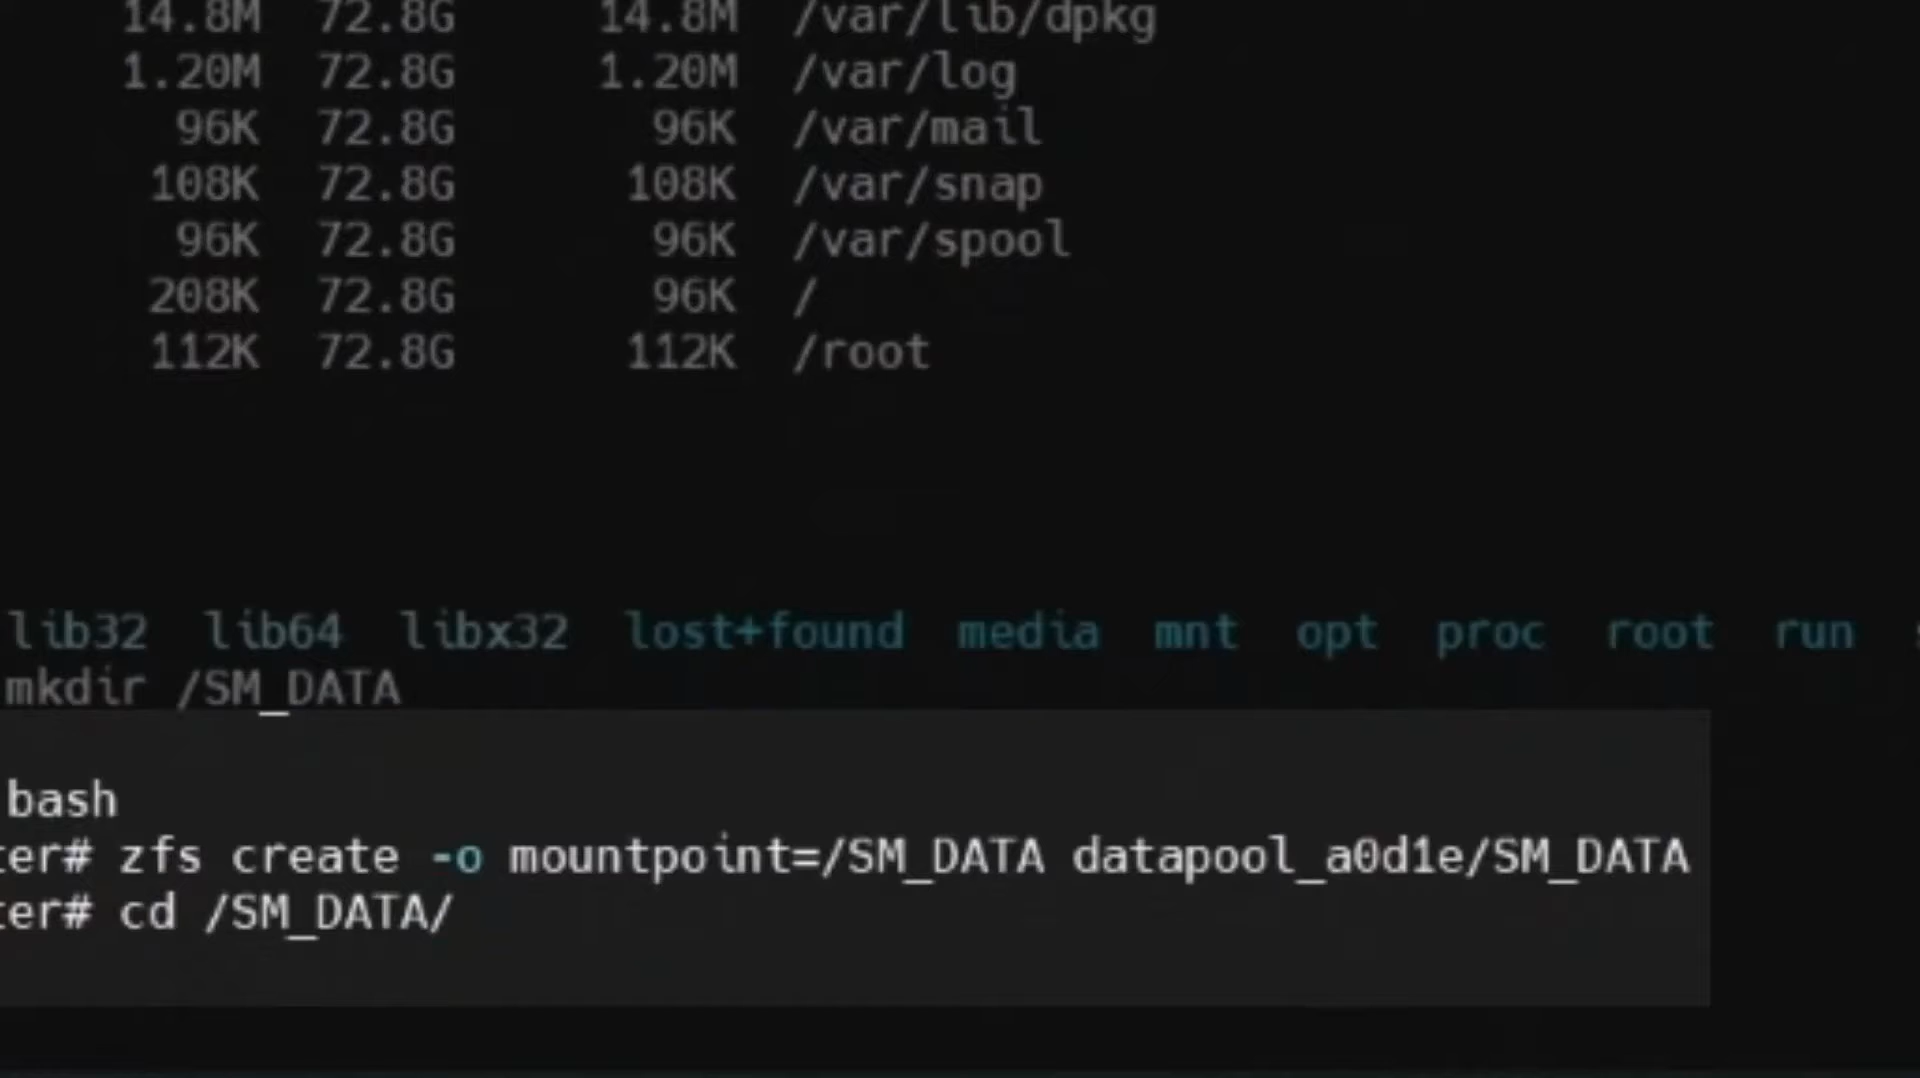 14.8M 72.8G 14.8M /var/lib/dpkg
1.20M 72.8G 1.20M /var/log
96K 72.8G 96K /var/mail
108K 72.8G 108K /var/snap
96K 72.8G 96K /var/spool
208K 72.8G 96K /
112K 72.8G 112K /root
lib32 lib64 libx32 lost+found media mnt opt proc root run
mkdir /SM_DATA
bash
ter# zfs create -o mountpoint=/SM_DATA datapool_a0d1e/SM_DATA
ter# cd /SM_DATA/